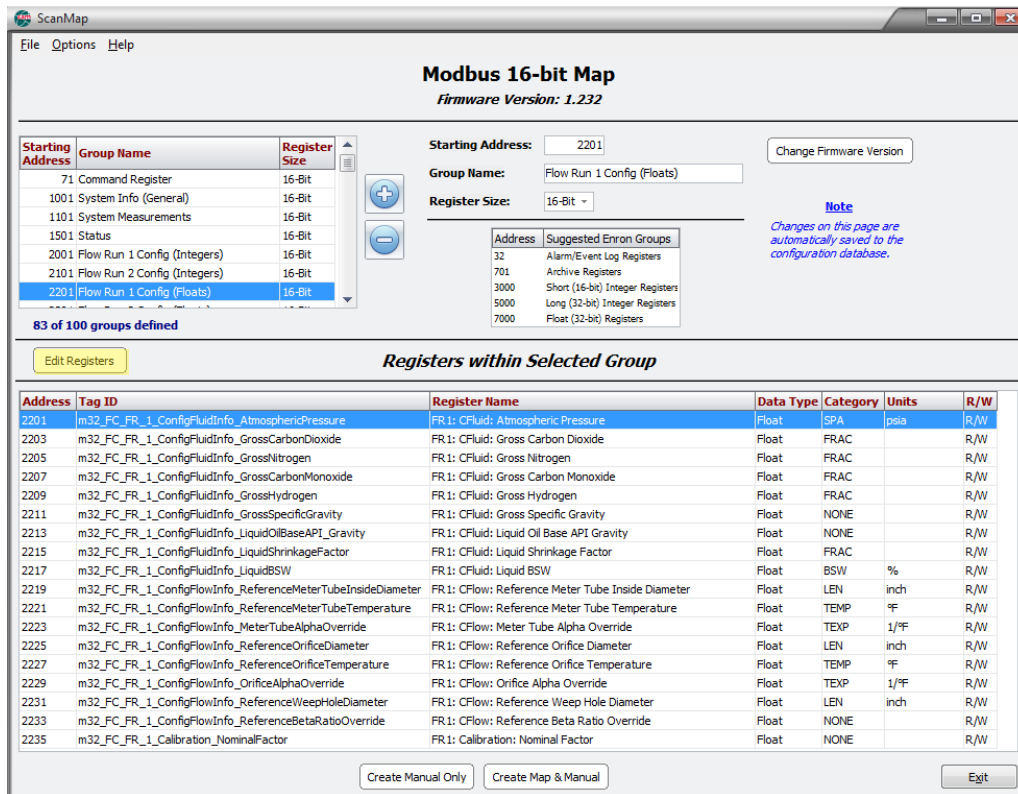 ScanMap
File Options Help
Modbus 16-bit Map
Firmware Version: 1.232
Starting Address Group Name Register Size
71 Command Register 16-Bit
1001 System Info (General) 16-Bit
1101 System Measurements 16-Bit
1501 Status 16-Bit
2001 Flow Run 1 Config (Integers) 16-Bit
2101 Flow Run 2 Config (Integers) 16-Bit
2201 Flow Run 1 Config (Floats) 16-Bit
83 of 100 groups defined
Starting Address: 2201
Group Name: Flow Run 1 Config (Floats)
Register Size: 16-Bit
Address Suggested Enron Groups
32 Alarm/Event Log Registers
701 Archive Registers
3000 Short (16-bit) Integer Registers
5000 Long (32-bit) Integer Registers
7000 Float (32-bit) Registers
Change Firmware Version
Note
Changes on this page are
automatically saved to the
configuration database.
Edit Registers
Registers within Selected Group
Address Tag ID Register Name Data Type Category Units R/W
2201 m32_FC_FR_1_ConfigFluidInfo_AtmosphericPressure FR1: CFluid: Atmospheric Pressure Float SPA psia R/W
2203 m32_FC_FR_1_ConfigFluidInfo_GrossCarbonDioxide FR1: CFluid: Gross Carbon Dioxide Float FRAC R/W
2205 m32_FC_FR_1_ConfigFluidInfo_GrossNitrogen FR1: CFluid: Gross Nitrogen Float FRAC R/W
2207 m32_FC_FR_1_ConfigFluidInfo_GrossCarbonMonoxide FR1: CFluid: Gross Carbon Monoxide Float FRAC R/W
2209 m32_FC_FR_1_ConfigFluidInfo_GrossHydrogen FR1: CFluid: Gross Hydrogen Float FRAC R/W
2211 m32_FC_FR_1_ConfigFluidInfo_GrossSpecificGravity FR1: CFluid: Gross Specific Gravity Float NONE R/W
2213 m32_FC_FR_1_ConfigFluidInfo_LiquidOilBaseAPI_Gravity FR1: CFluid: Liquid Oil Base API Gravity Float NONE R/W
2215 m32_FC_FR_1_ConfigFluidInfo_LiquidShrinkageFactor FR1: CFluid: Liquid Shrinkage Factor Float FRAC R/W
2217 m32_FC_FR_1_ConfigFluidInfo_LiquidBSW FR1: CFluid: Liquid BSW Float BSW % R/W
2219 m32_FC_FR_1_ConfigFlowInfo_ReferenceMeterTubeInsideDiameter FR1: CFlow: Reference Meter Tube Inside Diameter Float LEN inch R/W
2221 m32_FC_FR_1_ConfigFlowInfo_ReferenceMeterTubeTemperature FR1: CFlow: Reference Meter Tube Temperature Float TEMP °F R/W
2223 m32_FC_FR_1_ConfigFlowInfo_MeterTubeAlphaOverride FR1: CFlow: Meter Tube Alpha Override Float TEXP 1/°F R/W
2225 m32_FC_FR_1_ConfigFlowInfo_ReferenceOrificeDiameter FR1: CFlow: Reference Orifice Diameter Float LEN inch R/W
2227 m32_FC_FR_1_ConfigFlowInfo_ReferenceOrificeTemperature FR1: CFlow: Reference Orifice Temperature Float TEMP °F R/W
2229 m32_FC_FR_1_ConfigFlowInfo_OrificeAlphaOverride FR1: CFlow: Orifice Alpha Override Float TEXP 1/°F R/W
2231 m32_FC_FR_1_ConfigFlowInfo_ReferenceWeepHoleDiameter FR1: CFlow: Reference Weep Hole Diameter Float LEN inch R/W
2233 m32_FC_FR_1_ConfigFlowInfo_ReferenceBetaRatioOverride FR1: CFlow: Reference Beta Ratio Override Float NONE R/W
2235 m32_FC_FR_1_Calibration_NominalFactor FR1: Calibration: Nominal Factor Float NONE R/W
Create Manual Only Create Map & Manual Exit